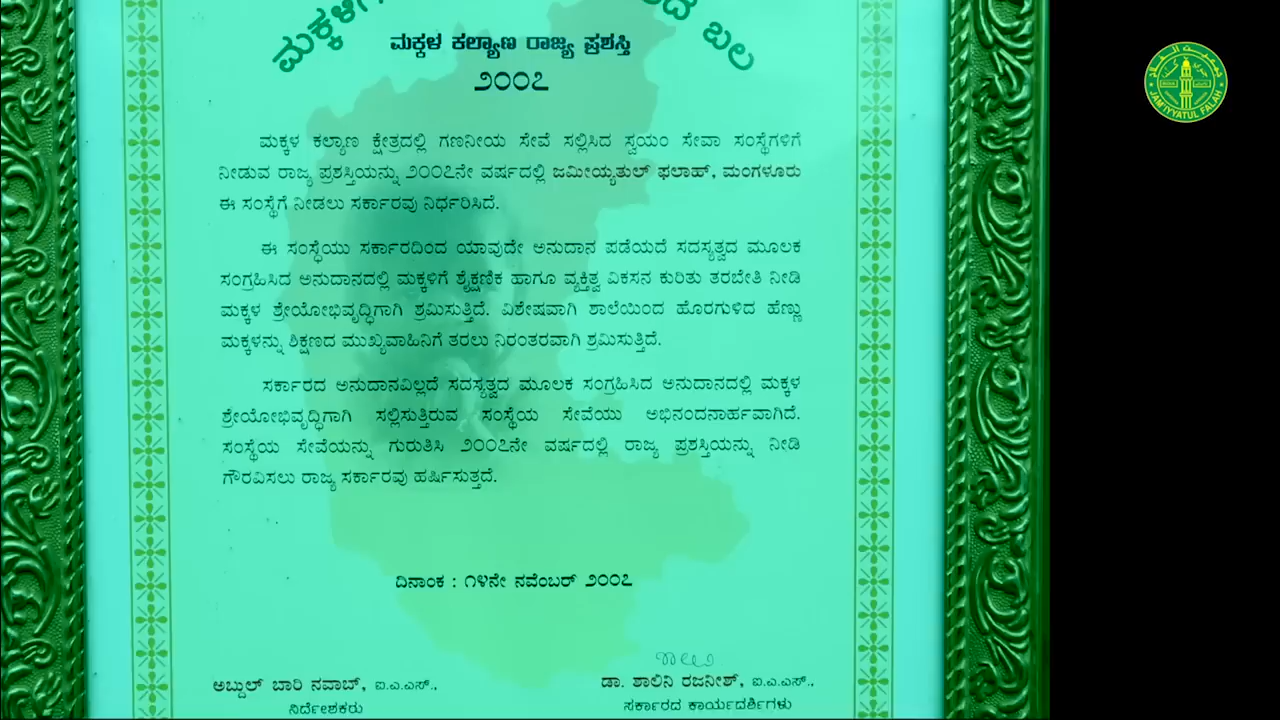 ಬಲ
ಮಕ್ಕಳ ಕಲ್ಯಾಣ ರಾಜ್ಯ ಪ್ರಶಸ್ತಿ
೨೦೦೭
ಮಕ್ಕಳ ಕಲ್ಯಾಣ ಕ್ಷೇತ್ರದಲ್ಲಿ ಗಣನೀಯ ಸೇವೆ ಸಲ್ಲಿಸಿದ ಸ್ವಯಂ ಸೇವಾ ಸಂಸ್ಥೆಗಳಿಗೆ
ನೀಡುವ ರಾಜ್ಯ ಪ್ರಶಸ್ತಿಯನ್ನು ೨೦೦೭ನೇ ವರ್ಷದಲ್ಲಿ ಜಮೀಯ್ಯತುಲ್ ಫಲಾಹ್, ಮಂಗಳೂರು
ಈ ಸಂಸ್ಥೆಗೆ ನೀಡಲು ಸರ್ಕಾರವು ನಿರ್ಧರಿಸಿದೆ.
ಈ ಸಂಸ್ಥೆಯು ಸರ್ಕಾರದಿಂದ ಯಾವುದೇ ಅನುದಾನ ಪಡೆಯದೆ ಸದಸ್ಯತ್ವದ ಮೂಲಕ
ಸಂಗ್ರಹಿಸಿದ ಅನುದಾನದಲ್ಲಿ ಮಕ್ಕಳಿಗೆ ಶೈಕ್ಷಣಿಕ ಹಾಗೂ ವ್ಯಕ್ತಿತ್ವ ವಿಕಸನ ಕುರಿತು ತರಬೇತಿ ನೀಡಿ
ಮಕ್ಕಳ ಶ್ರೇಯೋಭಿವೃದ್ಧಿಗಾಗಿ ಶ್ರಮಿಸುತ್ತಿದೆ. ವಿಶೇಷವಾಗಿ ಶಾಲೆಯಿಂದ ಹೊರಗುಳಿದ ಹೆಣ್ಣು
ಮಕ್ಕಳನ್ನು ಶಿಕ್ಷಣದ ಮುಖ್ಯವಾಹಿನಿಗೆ ತರಲು ನಿರಂತರವಾಗಿ ಶ್ರಮಿಸುತ್ತಿದೆ.
ಸರ್ಕಾರದ ಅನುದಾನವಿಲ್ಲದೆ ಸದಸ್ಯತ್ವದ ಮೂಲಕ ಸಂಗ್ರಹಿಸಿದ ಅನುದಾನದಲ್ಲಿ ಮಕ್ಕಳ
ಶ್ರೇಯೋಭಿವೃದ್ಧಿಗಾಗಿ ಸಲ್ಲಿಸುತ್ತಿರುವ ಸಂಸ್ಥೆಯ ಸೇವೆಯು ಅಭಿನಂದನಾರ್ಹವಾಗಿದೆ.
ಸಂಸ್ಥೆಯ ಸೇವೆಯನ್ನು ಗುರುತಿಸಿ ೨೦೦೭ನೇ ವರ್ಷದಲ್ಲಿ ರಾಜ್ಯ ಪ್ರಶಸ್ತಿಯನ್ನು ನೀಡಿ
ಗೌರವಿಸಲು ರಾಜ್ಯ ಸರ್ಕಾರವು ಹರ್ಷಿಸುತ್ತದೆ.
ದಿನಾಂಕ : ೧೪ನೇ ನವೆಂಬರ್ ೨೦೦೭
ಅಬ್ದುಲ್ ಬಾರಿ ನವಾಬ್, ಐ.ಎ.ಎಸ್.,
ನಿರ್ದೇಶಕರು
ಡಾ. ಶಾಲಿನಿ ರಜನೀಶ್, ಐ.ಎ.ಎಸ್.,
ಸರ್ಕಾರದ ಕಾರ್ಯದರ್ಶಿಗಳು
JAM'IYYATUL FALAH